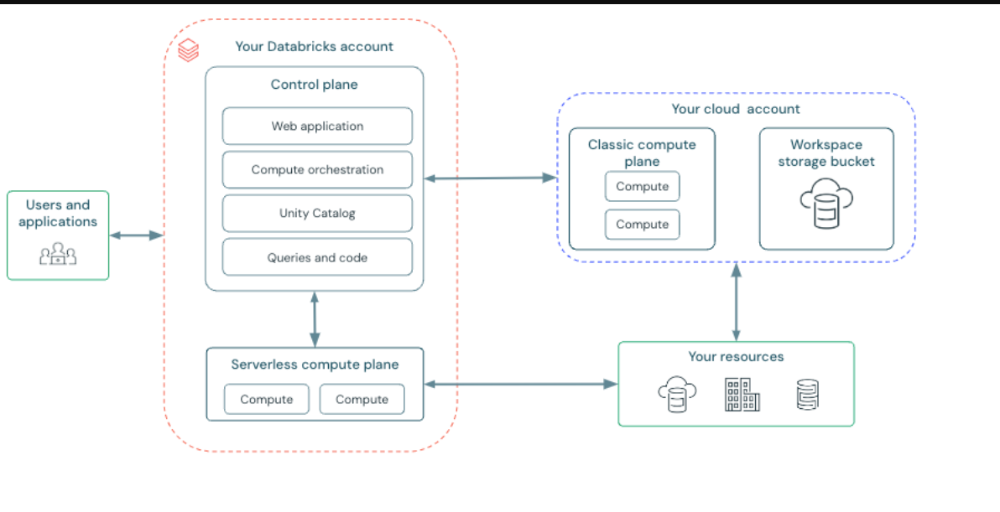 Your Databricks account
Control plane
Web application
Compute orchestration
Unity Catalog
Queries and code
Users and
applications
Serverless compute plane
Compute
Compute
Your cloud account
Classic compute
plane
Compute
Compute
Workspace
storage bucket
Your resources